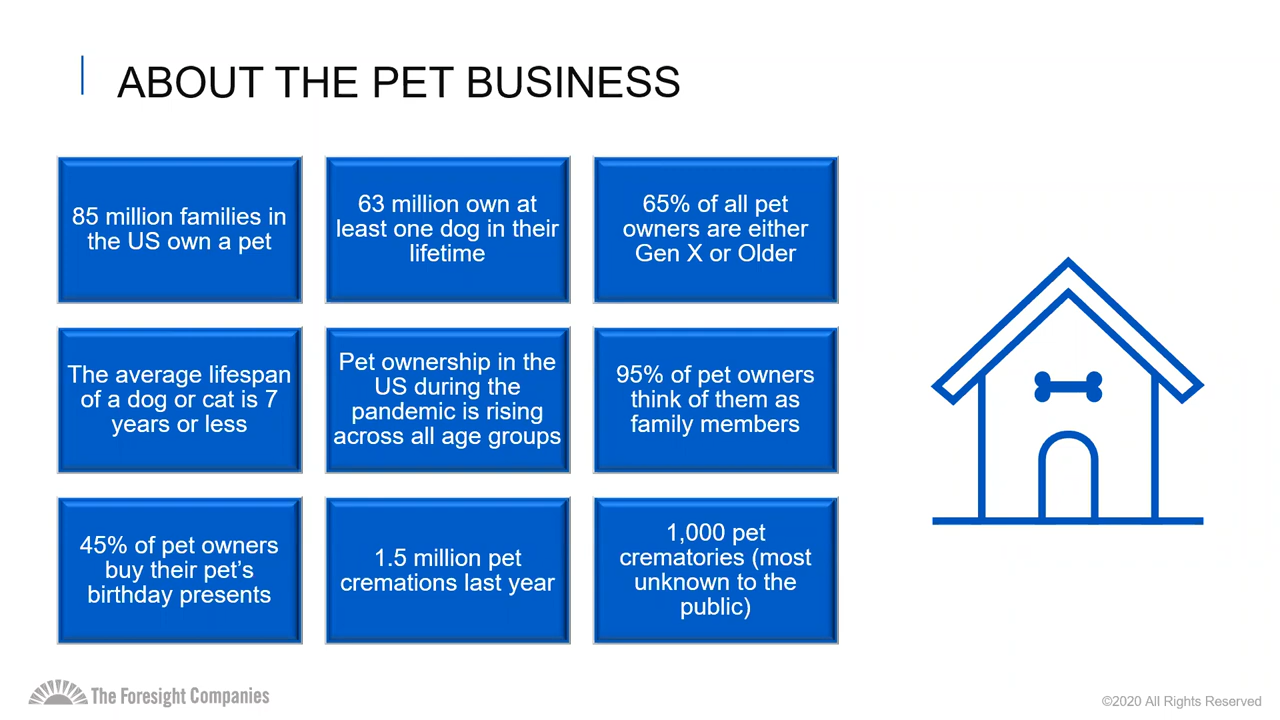 ABOUT THE PET BUSINESS
85 million families in
the US own a pet
63 million own at
least one dog in their
lifetime
65% of all pet
owners are either
Gen X or Older
The average lifespan
of a dog or cat is 7
years or less
Pet ownership in the
US during the
pandemic is rising
across all age groups
95% of pet owners
think of them as
family members
45% of pet owners
buy their pet’s
birthday presents
1.5 million pet
cremations last year
1,000 pet
crematories (most
unknown to the
public)
The Foresight Companies
©2020 All Rights Reserved